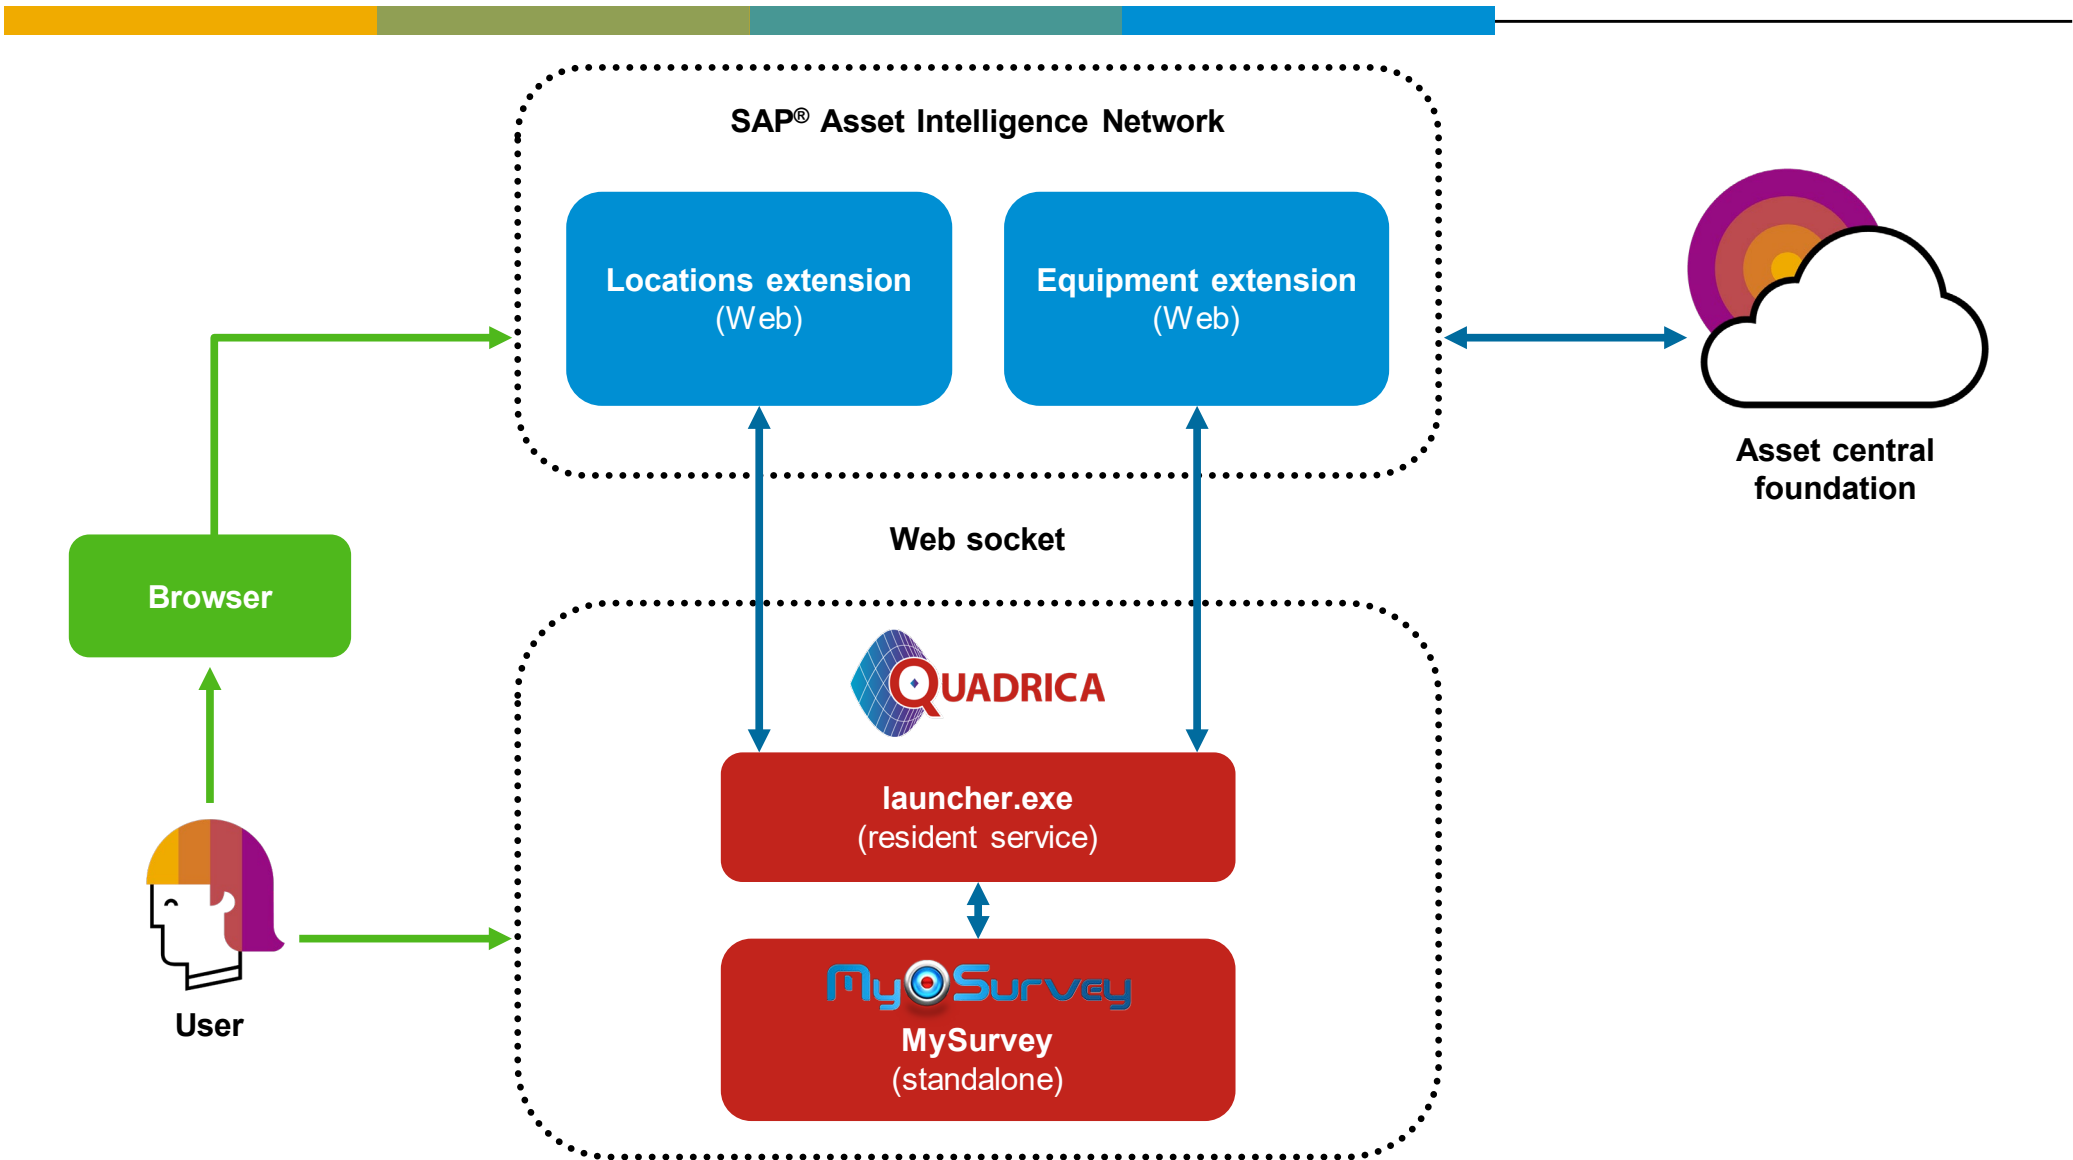 SAP® Asset Intelligence Network
Locations extension
(Web)
Equipment extension
(Web)
Asset central
foundation
Web socket
Browser
QUADRICA
launcher.exe
(resident service)
User
MySurvey
MySurvey
(standalone)